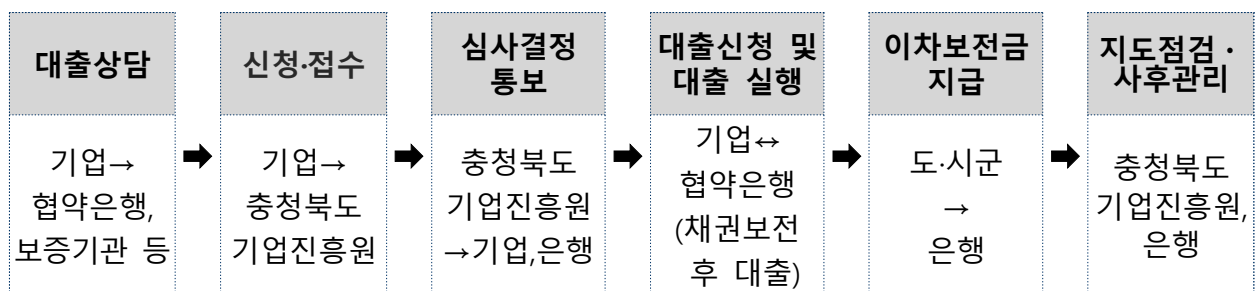 대출상담
기업→
협약은행,
보증기관 등
➡
신청·접수
기업→
충청북도
기업진흥원
➡
심사결정
통보
충청북도
기업진흥원
→기업,은행
➡
대출신청 및
대출 실행
기업↔
협약은행
(채권보전
후 대출)
➡
이차보전금
지급
도·시군
→
은행
➡
지도점검·
사후관리
충청북도
기업진흥원,
은행